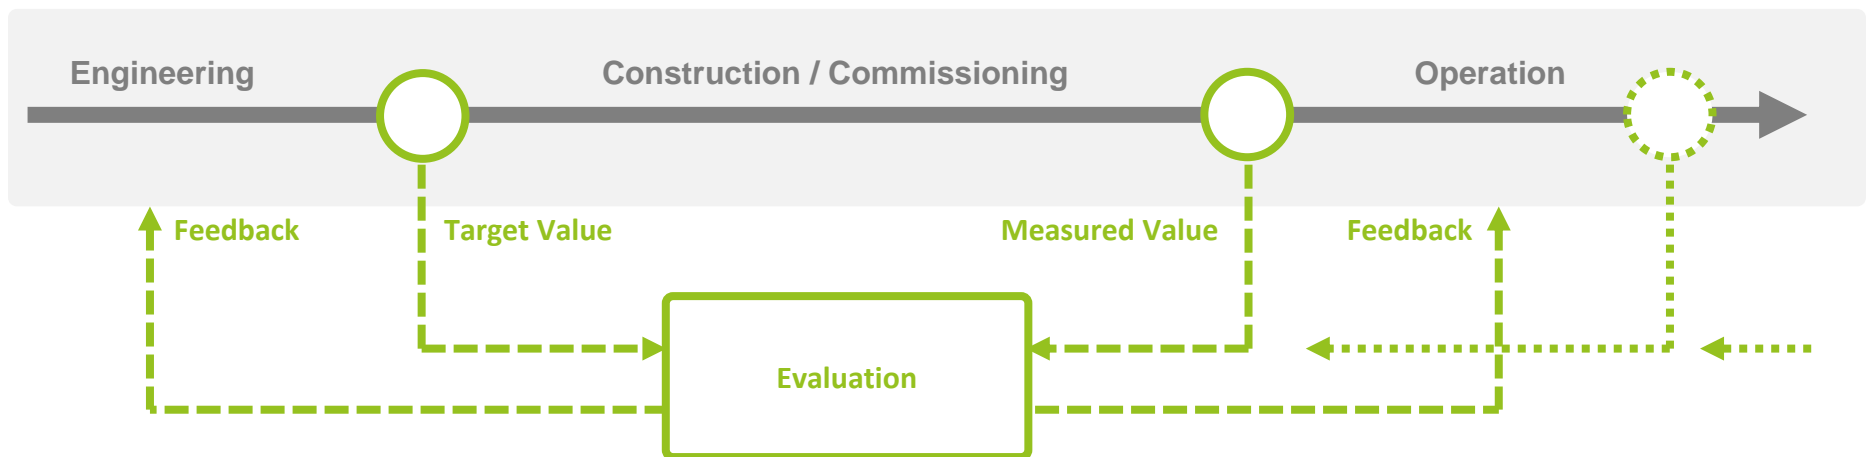 Engineering
Construction / Commissioning
Operation
Feedback
Target Value
Measured Value
Feedback
Evaluation